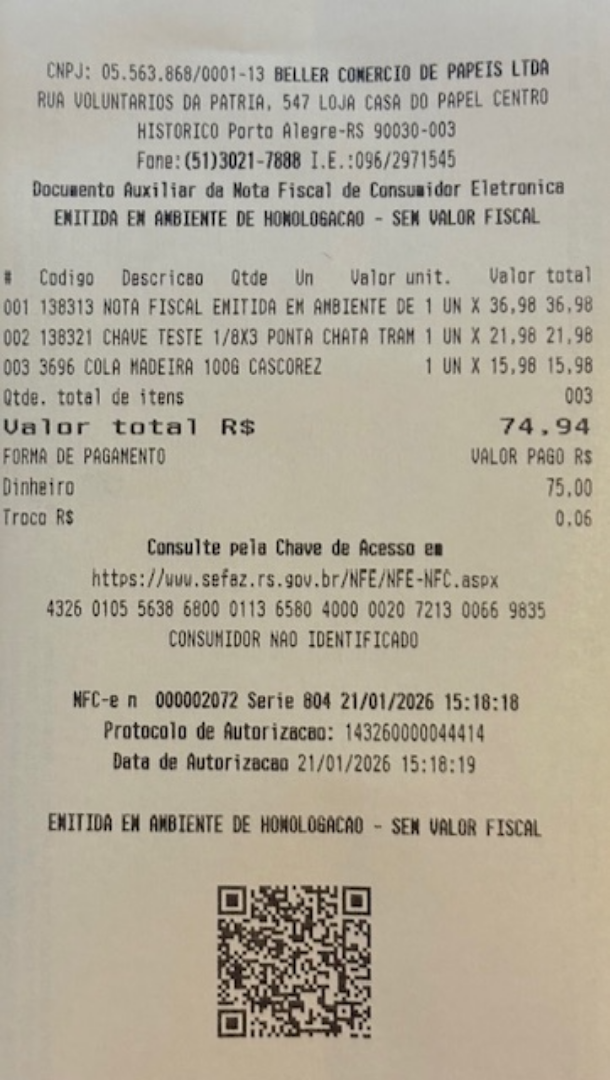 CNPJ: 05.563.868/0001-13 BELLER COMERCIO DE PAPEIS LTDA
RUA VOLUNTARIOS DA PATRIA, 547 LOJA CASA DO PAPEL CENTRO
HISTORICO Porto Alegre-RS 90030-003
Fone:(51)3021-7888 I.E.:096/2971545
Documento Auxiliar da Nota Fiscal de Consumidor Eletronica
EMITIDA EM AMBIENTE DE HOMOLOGACAO - SEM VALOR FISCAL
# Codigo Descricao Qtde Un Valor unit. Valor total
001 138313 NOTA FISCAL EMITIDA EM AMBIENTE DE 1 UN X 36,98 36,98
002 138321 CHAVE TESTE 1/8X3 PONTA CHATA TRAM 1 UN X 21,98 21,98
003 3696 COLA MADEIRA 100G CASCOREZ 1 UN X 15,98 15,98
Qtde. total de itens 003
Valor total R$ 74,94
FORMA DE PAGAMENTO VALOR PAGO R$
Dinheiro 75,00
Troco R$ 0,06
Consulte pela Chave de Acesso em
https://www.sefaz.rs.gov.br/NFE/NFE-NFC.aspx
4326 0105 5638 6800 0113 6580 4000 0020 7213 0066 9835
CONSUMIDOR NAO IDENTIFICADO
NFC-e n 000002072 Serie 804 21/01/2026 15:18:18
Protocolo de Autorizacao: 143260000044414
Data de Autorizacao 21/01/2026 15:18:19
EMITIDA EM AMBIENTE DE HOMOLOGACAO - SEM VALOR FISCAL